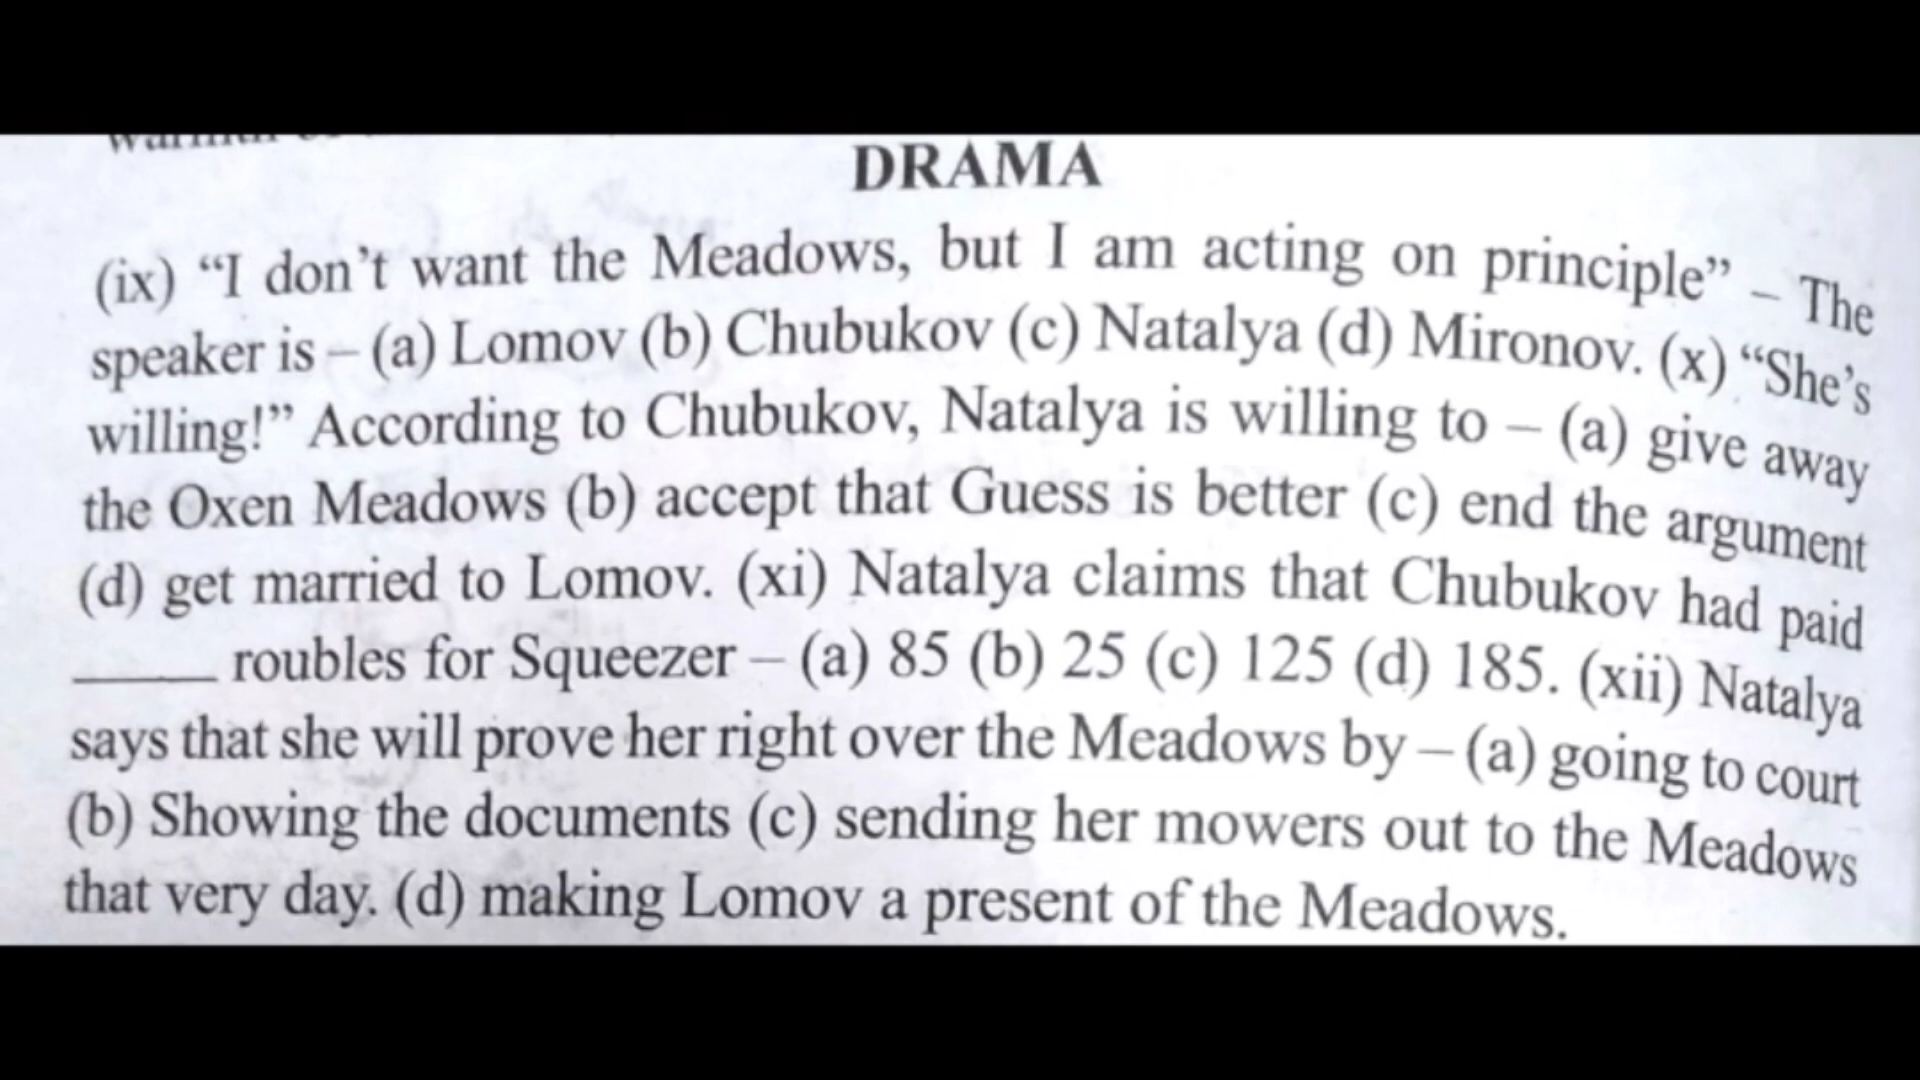 DRAMA
(ix) “I don’t want the Meadows, but I am acting on principle” – The
speaker is – (a) Lomov (b) Chubukov (c) Natalya (d) Mironov. (x) “She’s
willing!” According to Chubukov, Natalya is willing to – (a) give away
the Oxen Meadows (b) accept that Guess is better (c) end the argument
(d) get married to Lomov. (xi) Natalya claims that Chubukov had paid
_____ roubles for Squeezer – (a) 85 (b) 25 (c) 125 (d) 185. (xii) Natalya
says that she will prove her right over the Meadows by – (a) going to court
(b) Showing the documents (c) sending her mowers out to the Meadows
that very day. (d) making Lomov a present of the Meadows.